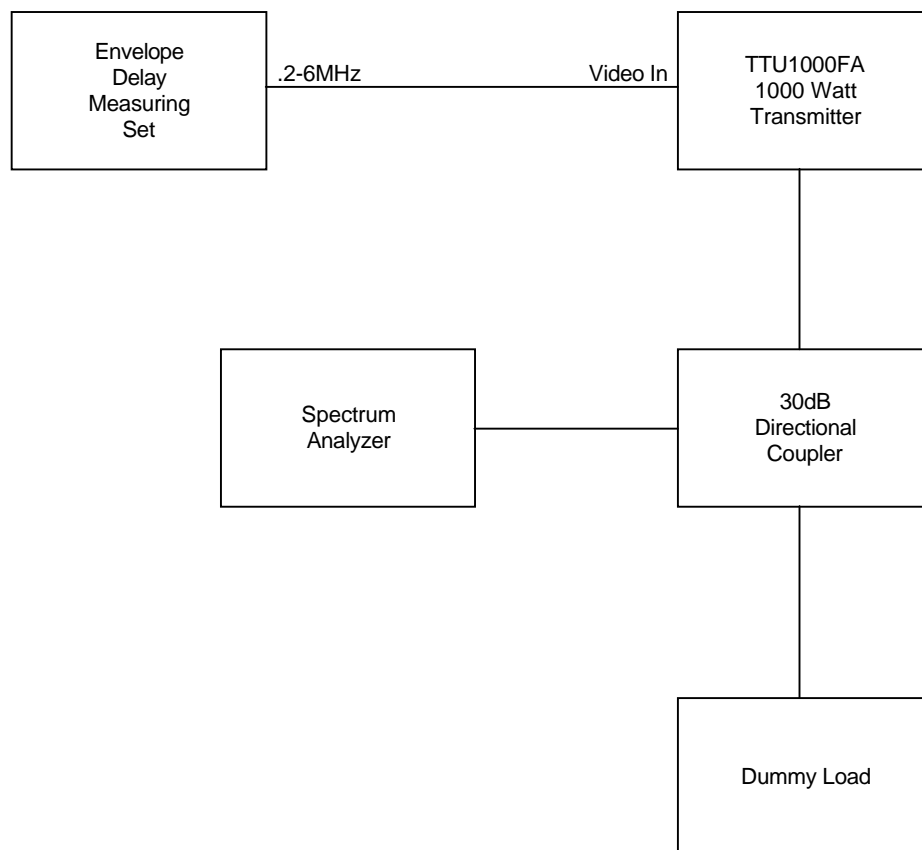 Envelope
Delay
Measuring
Set
.2-6MHz
Video In
TTU1000FA
1000 Watt
Transmitter
Spectrum
Analyzer
30dB
Directional
Coupler
Dummy Load